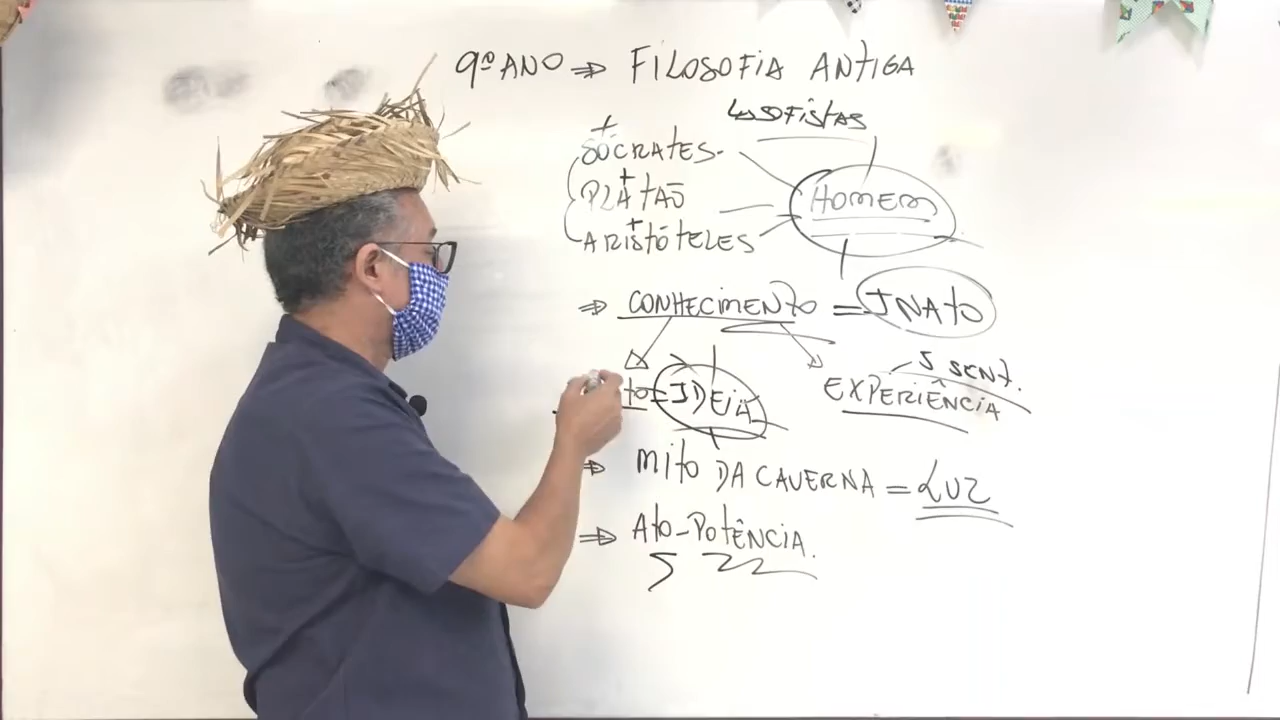 9º ANO ⇒ FILOSOFIA ANTIGA
SOFISTAS
SÓCRATES
PLATÃO
ARISTÓTELES
HOMEM
⇒ CONHECIMENTO = INATO
5 SENT.
to = IDEIA
EXPERIÊNCIA
⇒ MITO DA CAVERNA = LUZ
⇒ ATO-POTÊNCIA.